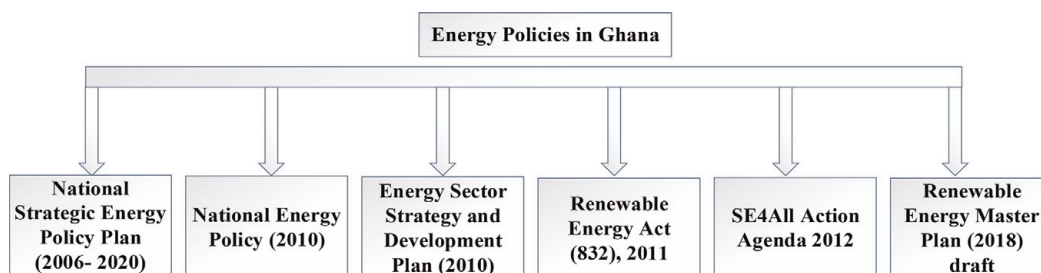 Energy Policies in Ghana
National
Strategic Energy
Policy Plan
(2006- 2020)
National Energy
Policy (2010)
Energy Sector
Strategy and
Development
Plan (2010)
Renewable
Energy Act
(832), 2011
SE4All Action
Agenda 2012
Renewable
Energy Master
Plan (2018)
draft